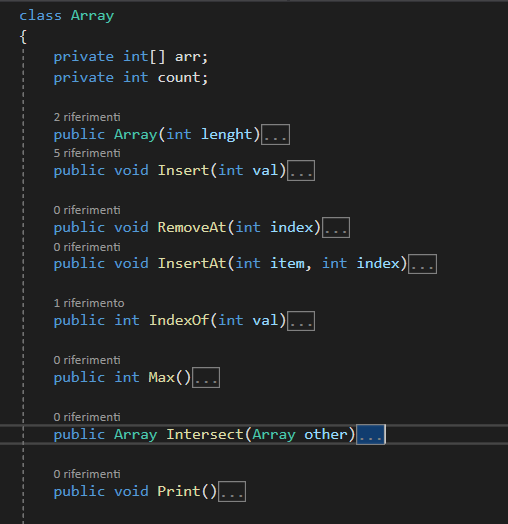 class Array
{
private int[] arr;
private int count;
2 riferimenti
public Array(int lenght)...
5 riferimenti
public void Insert(int val)...
0 riferimenti
public void RemoveAt(int index)...
0 riferimenti
public void InsertAt(int item, int index)...
1 riferimento
public int IndexOf(int val)...
0 riferimenti
public int Max()...
0 riferimenti
public Array Intersect(Array other)...
0 riferimenti
public void Print()...